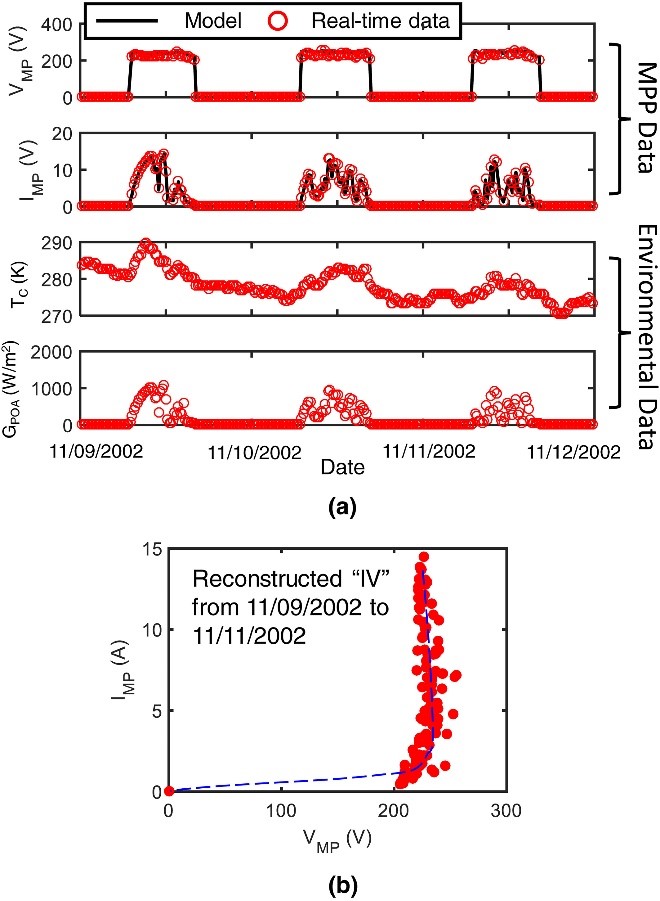 Model Real-time data
400
200
0
V_MP (V)
20
10
0
I_MP (V)
MPP Data
290
280
270
T_C (K)
2000
1000
0
G_POA (W/m²)
Environmental Data
11/09/2002 11/10/2002 11/11/2002 11/12/2002
Date
(a)
15
10
5
0
I_MP (A)
Reconstructed “IV”
from 11/09/2002 to
11/11/2002
0 100 200 300
V_MP (V)
(b)